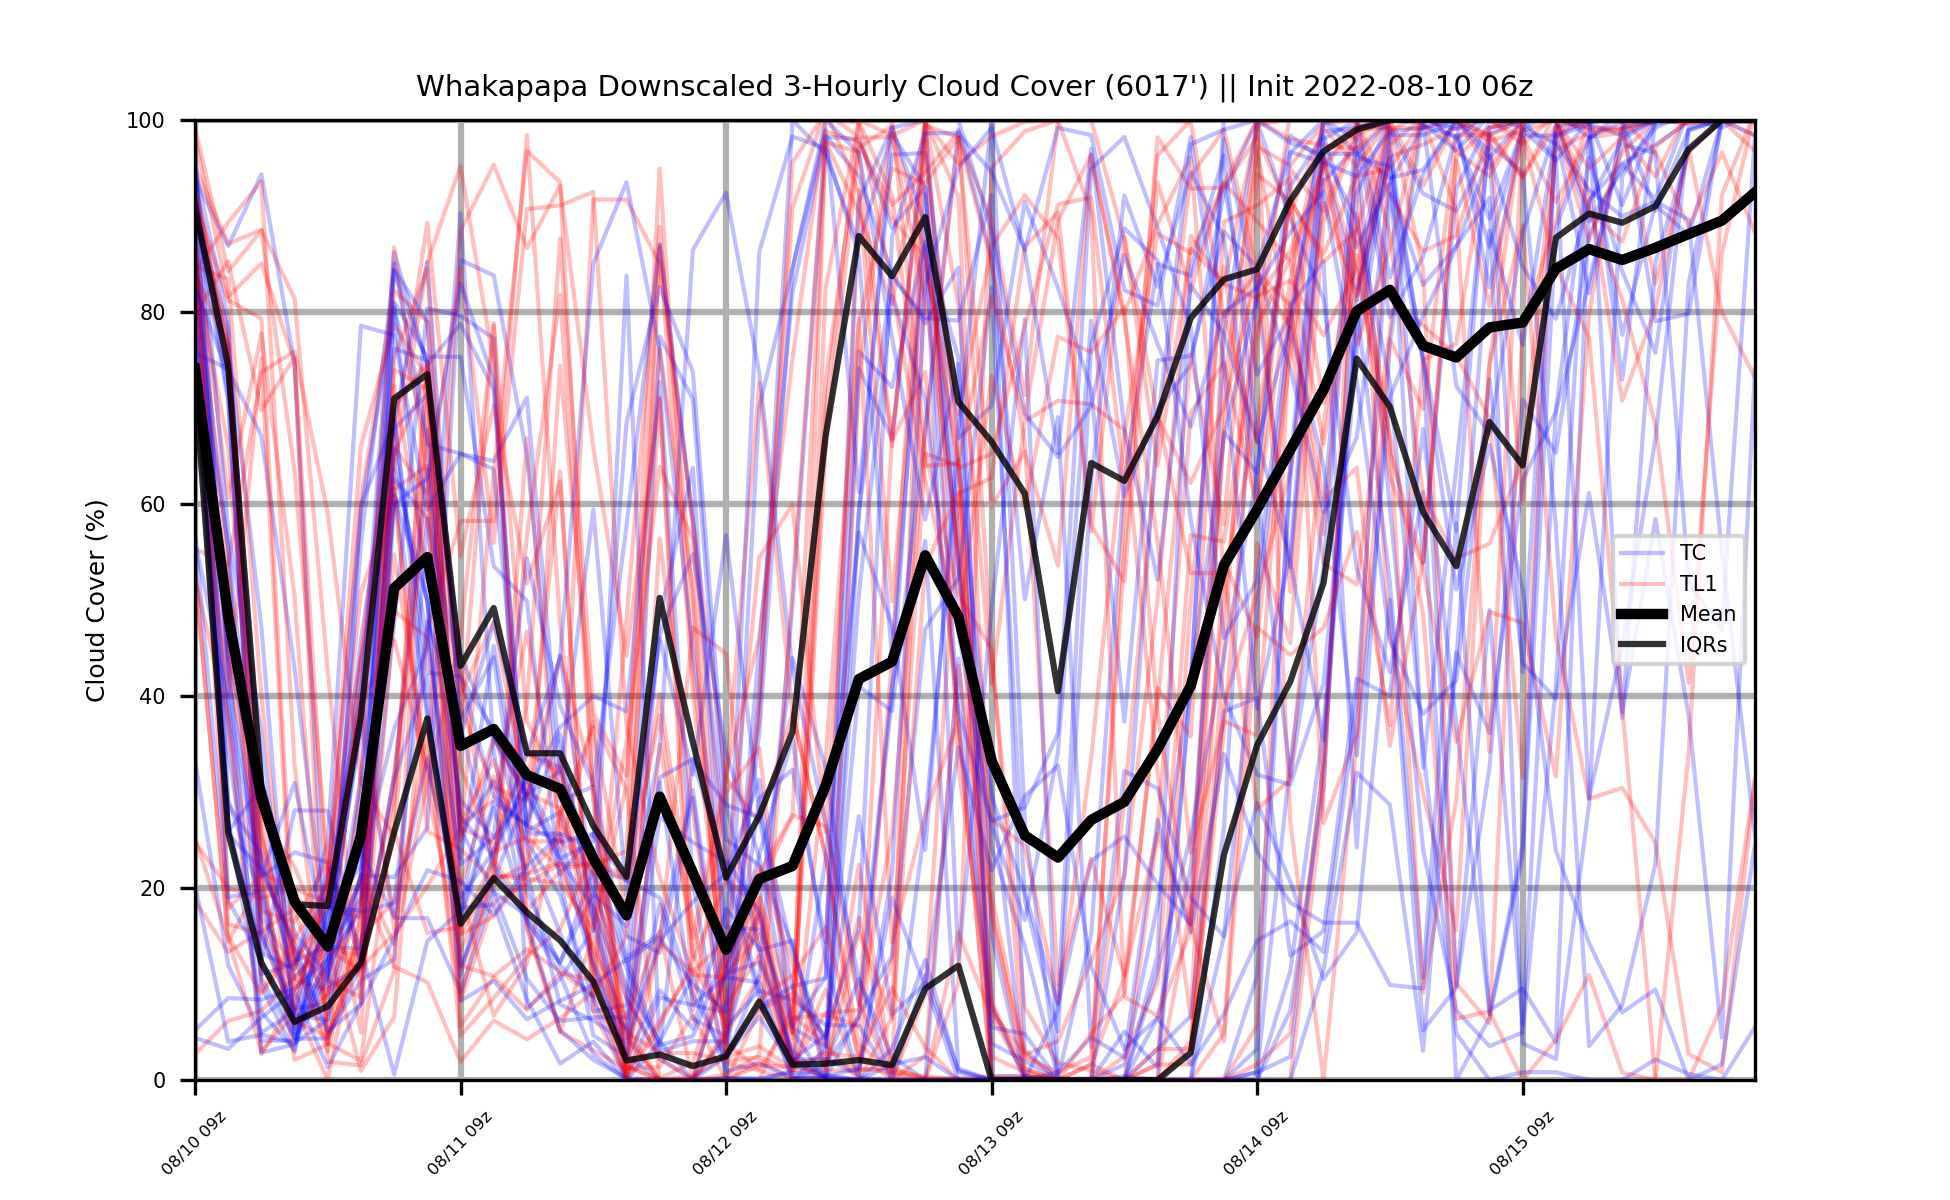 Whakapapa Downscaled 3-Hourly Cloud Cover (6017') || Init 2022-08-10 06z
Cloud Cover (%)
100
80
60
40
20
0
TC
TL1
Mean
IQRs
08/10 09z
08/11 09z
08/12 09z
08/13 09z
08/14 09z
08/15 09z